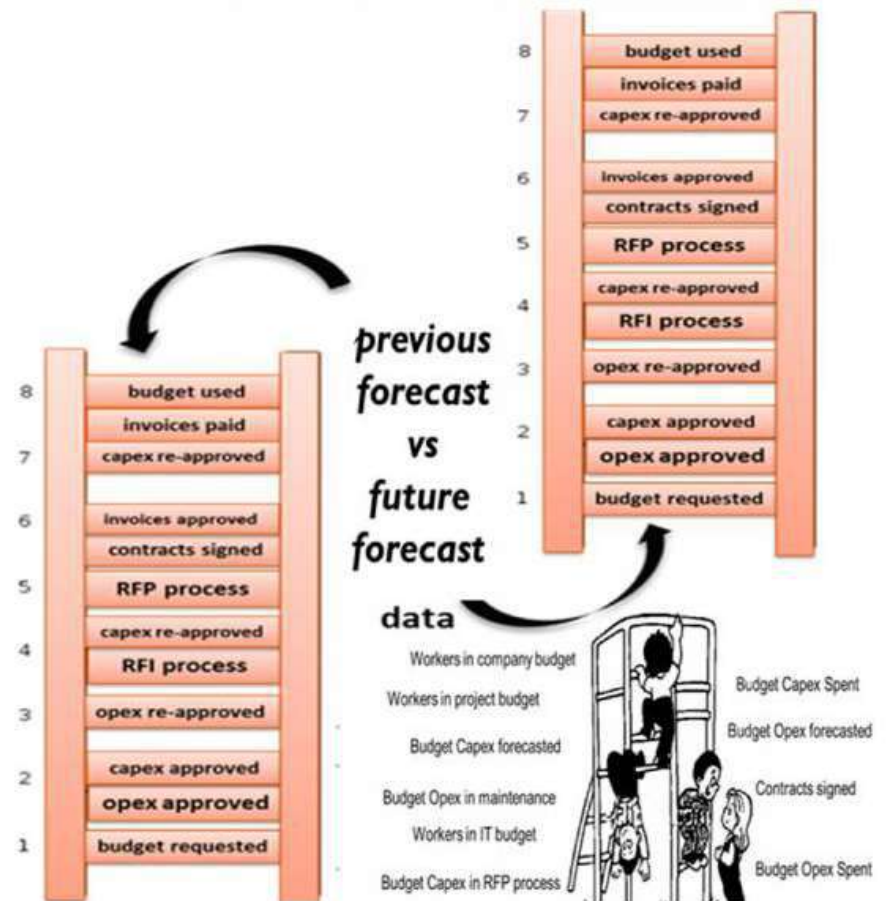 8 budget used
invoices paid
7 capex re-approved
6 invoices approved
contracts signed
5 RFP process
capex re-approved
4 RFI process
3 opex re-approved
2 capex approved
opex approved
1 budget requested
previous
forecast
vs
future
forecast
8 budget used
invoices paid
7 capex re-approved
6 invoices approved
contracts signed
5 RFP process
capex re-approved
4 RFI process
3 opex re-approved
2 capex approved
opex approved
1 budget requested
data
Workers in company budget
Workers in project budget
Budget Capex forecasted
Budget Opex in maintenance
Workers in IT budget
Budget Capex in RFP process
Budget Capex Spent
Budget Opex forecasted
Contracts signed
Budget Opex Spent